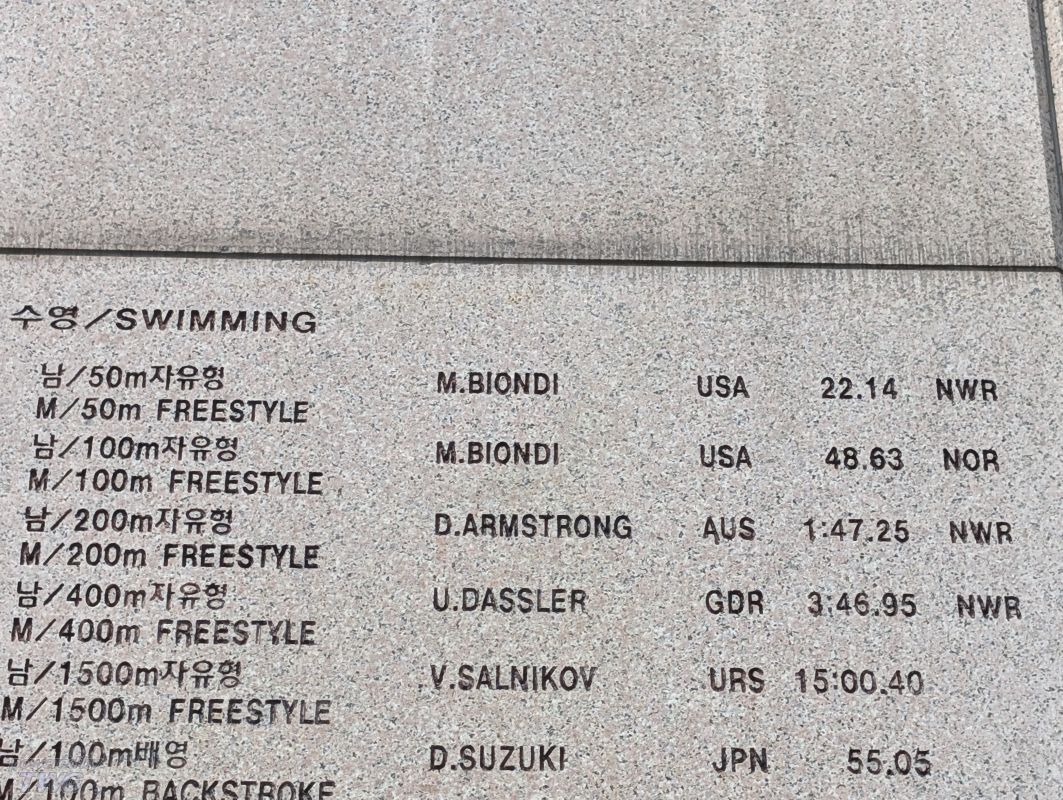 수영/SWIMMING
남/50m자유형 M.BIONDI USA 22.14 NWR
M/50m FREESTYLE
남/100m자유형 M.BIONDI USA 48.63 NOR
M/100m FREESTYLE
남/200m자유형 D.ARMSTRONG AUS 1:47.25 NWR
M/200m FREESTYLE
남/400m자유형 U.DASSLER GDR 3:46.95 NWR
M/400m FREESTYLE
남/1500m자유형 V.SALNIKOV URS 15:00.40
M/1500m FREESTYLE
남/100m배영 D.SUZUKI JPN 55.05
M/100m BACKSTROKE